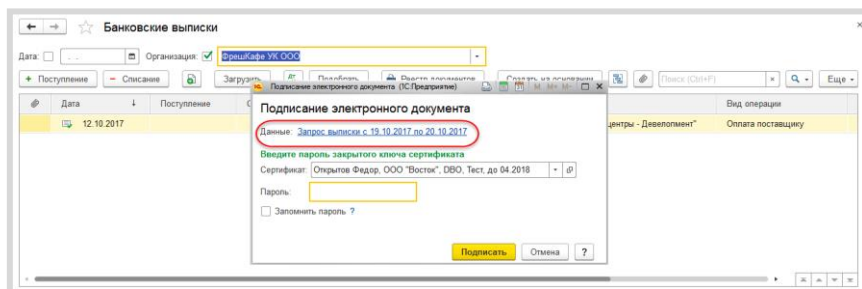 Банковские выписки
Дата: . . Организация: ФрешКафе УК ООО
Поступление Списание Загрузить Подобрать Реестр документов Создать на основании Поиск (Ctrl+F) Еще
Дата ↓ Поступление Вид операции
12.10.2017 центры - Девелопмент" Оплата поставщику
Подписание электронного документа (1С:Предприятие) M M+ M-
Подписание электронного документа
Данные: Запрос выписки с 19.10.2017 по 20.10.2017
Введите пароль закрытого ключа сертификата
Сертификат: Открытов Федор, ООО "Восток", DBO, Тест, до 04.2018
Пароль:
Запомнить пароль ?
Подписать Отмена ?